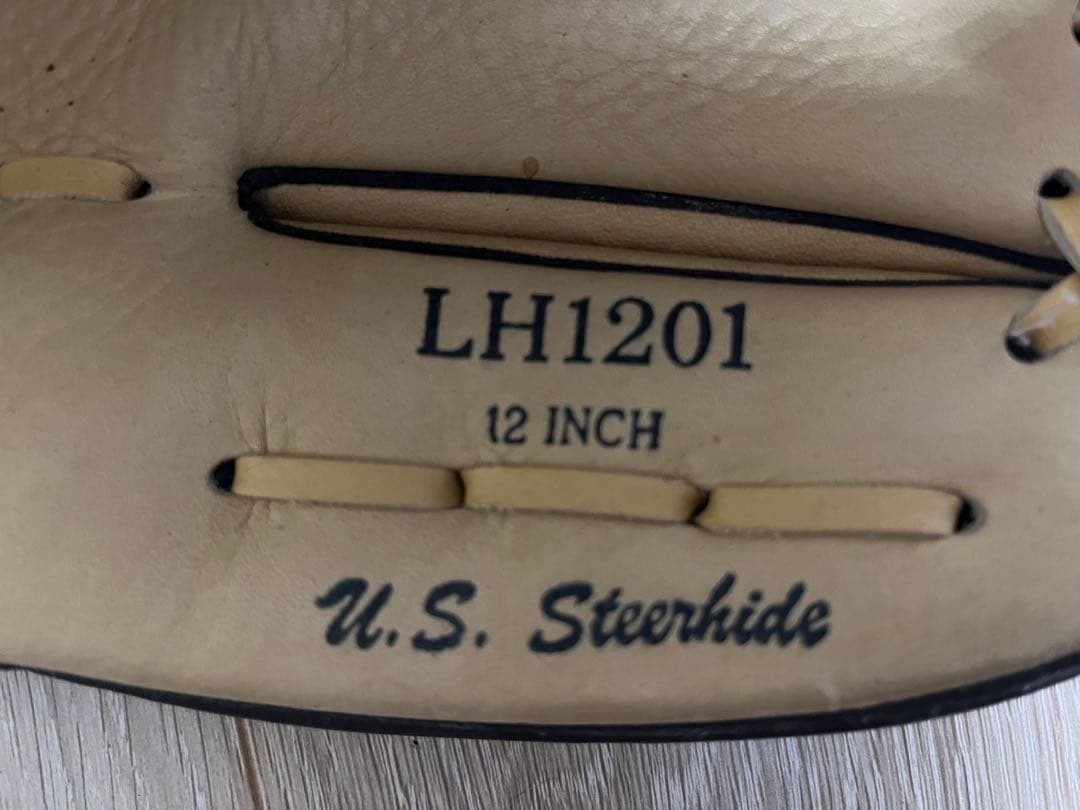 LH1201
12 INCH
U.S. Steerhide